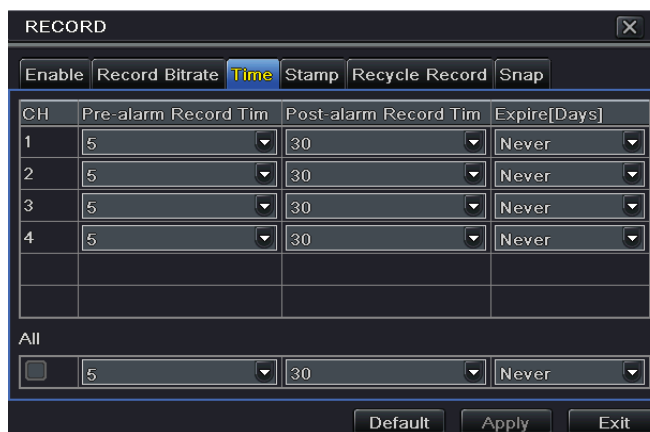 RECORD
Enable Record Bitrate Time Stamp Recycle Record Snap
CH Pre-alarm Record Tim Post-alarm Record Tim Expire[Days]
1 5 30 Never
2 5 30 Never
3 5 30 Never
4 5 30 Never
All
5 30 Never
Default Apply Exit